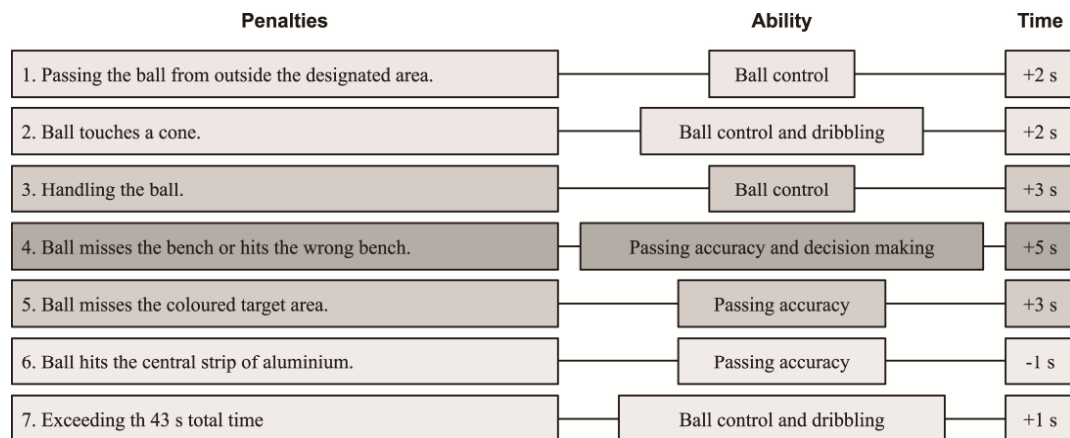 Penalties Ability Time
1. Passing the ball from outside the designated area. Ball control +2 s
2. Ball touches a cone. Ball control and dribbling +2 s
3. Handling the ball. Ball control +3 s
4. Ball misses the bench or hits the wrong bench. Passing accuracy and decision making +5 s
5. Ball misses the coloured target area. Passing accuracy +3 s
6. Ball hits the central strip of aluminium. Passing accuracy -1 s
7. Exceeding th 43 s total time Ball control and dribbling +1 s